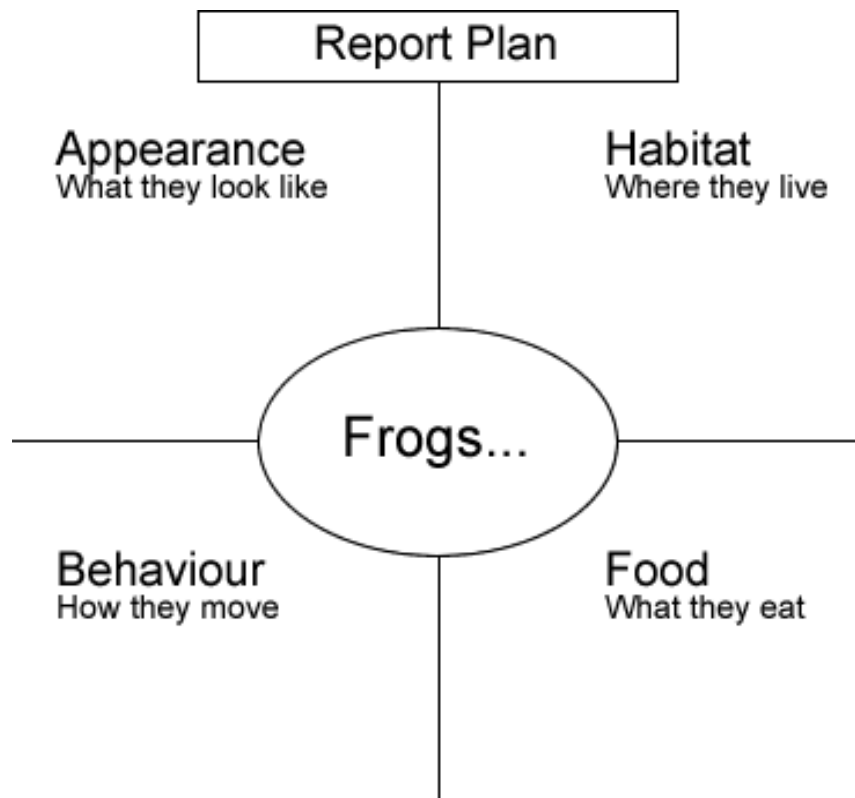 Report Plan
Appearance
What they look like
Habitat
Where they live
Frogs...
Behaviour
How they move
Food
What they eat